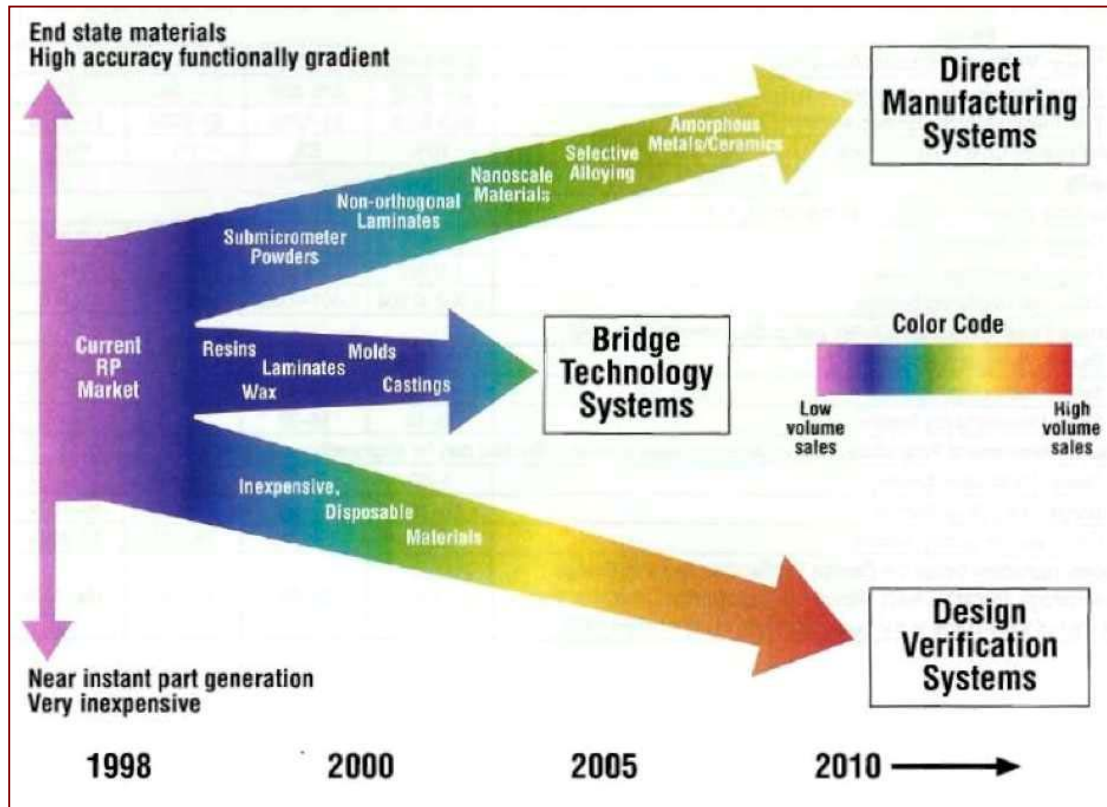 End state materials
High accuracy functionally gradient
Direct
Manufacturing
Systems
Amorphous
Metals/Ceramics
Selective
Alloying
Nanoscale
Materials
Non-orthogonal
Laminates
Submicrometer
Powders
Current
RP
Market
Resins
Laminates
Wax
Molds
Castings
Bridge
Technology
Systems
Color Code
Low
volume
sales
High
volume
sales
Inexpensive,
Disposable
Materials
Design
Verification
Systems
Near instant part generation
Very inexpensive
1998 2000 2005 2010